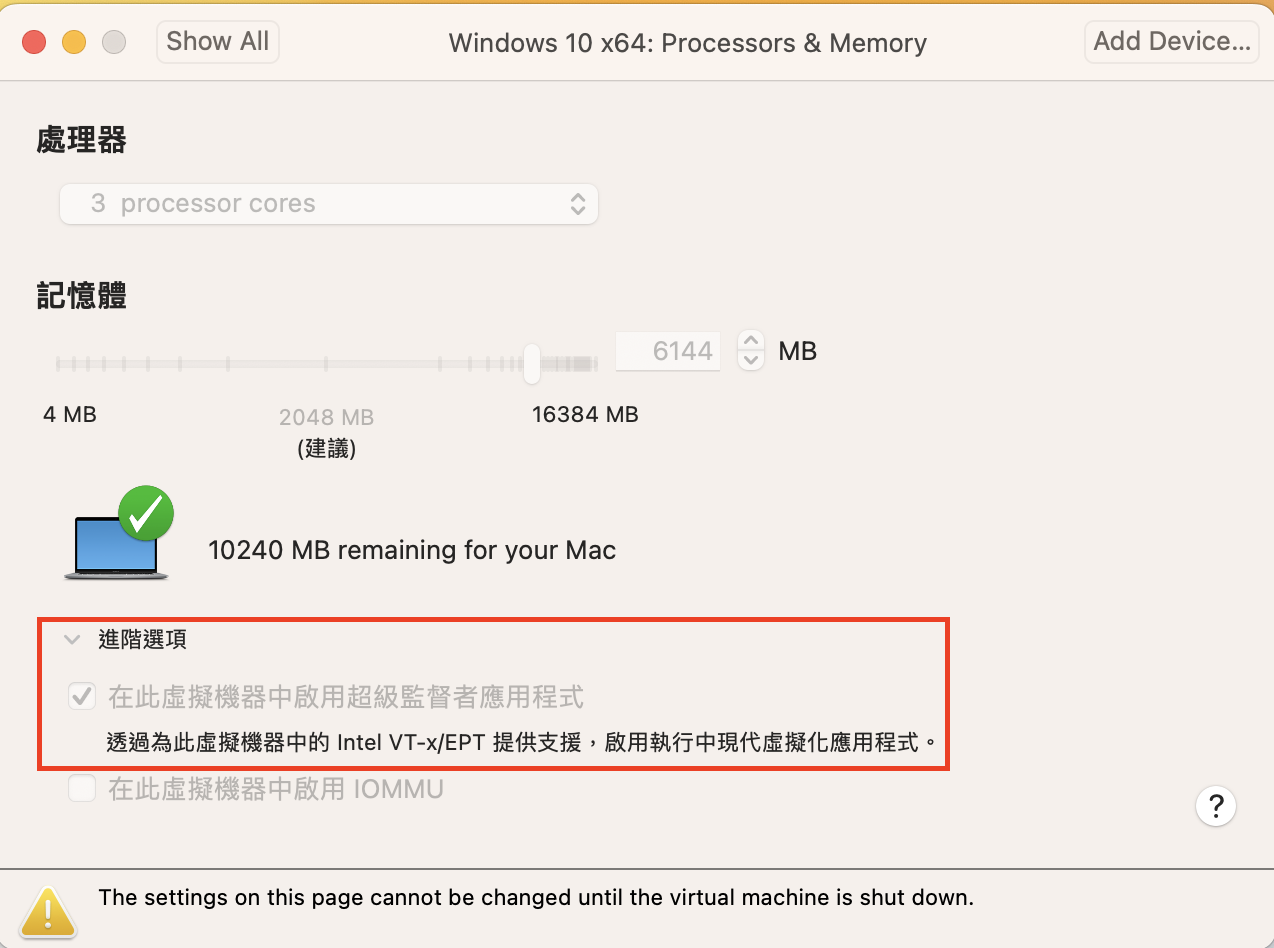 Show All
Windows 10 x64: Processors & Memory
Add Device...
處理器
3 processor cores
記憶體
6144 MB
4 MB
2048 MB
16384 MB
(建議)
10240 MB remaining for your Mac
進階選項
在此虛擬機器中啟用超級監督者應用程式
透過為此虛擬機器中的 Intel VT-x/EPT 提供支援，啟用執行中現代虛擬化應用程式。
在此虛擬機器中啟用 IOMMU
?
The settings on this page cannot be changed until the virtual machine is shut down.